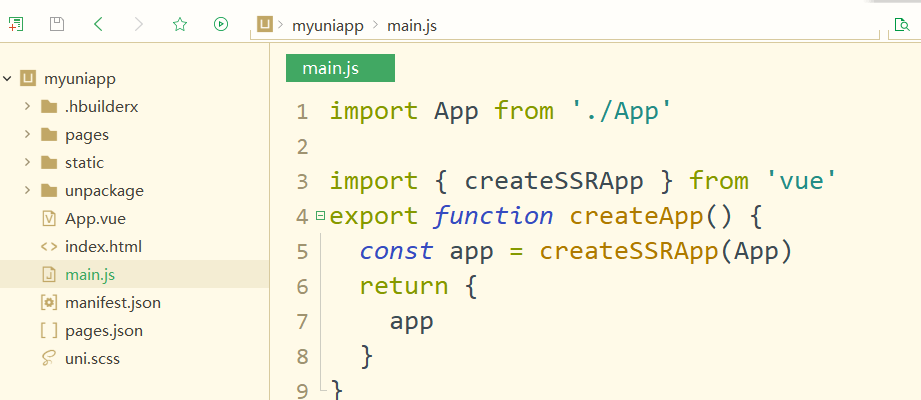 myuniapp
main.js
myuniapp
.hbuilderx
pages
static
unpackage
App.vue
index.html
main.js
manifest.json
pages.json
uni.scss
main.js
1 import App from './App'
2
3 import { createSSRApp } from 'vue'
4 export function createApp() {
5 const app = createSSRApp(App)
6 return {
7 app
8 }
9 }